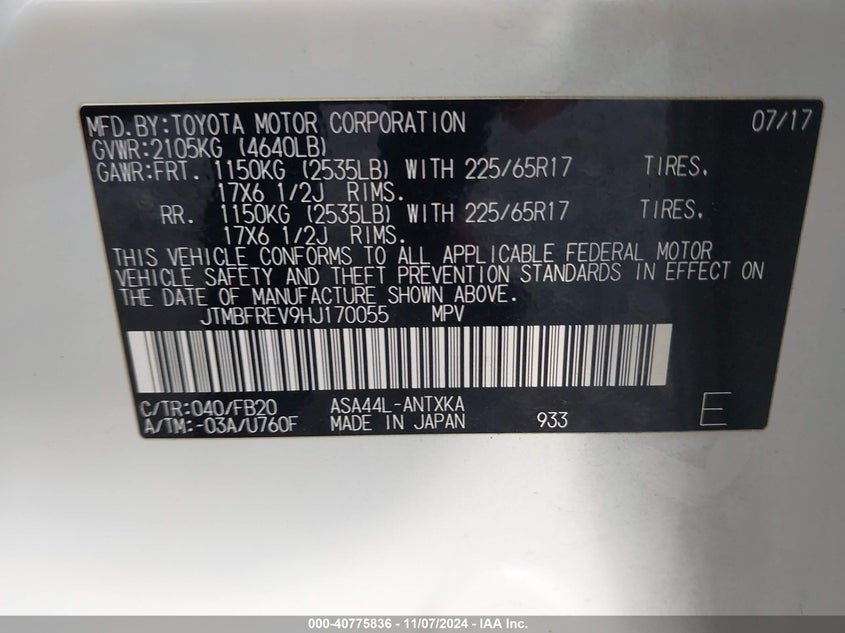 MFD.BY:TOYOTA MOTOR CORPORATION 07/17
GVWR:2105KG (4640LB)
GAWR:FRT. 1150KG (2535LB) WITH 225/65R17 TIRES.
17X6 1/2J RIMS.
RR. 1150KG (2535LB) WITH 225/65R17 TIRES.
17X6 1/2J RIMS.
THIS VEHICLE CONFORMS TO ALL APPLICABLE FEDERAL MOTOR
VEHICLE SAFETY AND THEFT PREVENTION STANDARDS IN EFFECT ON
THE DATE OF MANUFACTURE SHOWN ABOVE.
JTMBFREV9HJ170055 MPV
C/TR:040/FB20 ASA44L-ANTXKA
A/TM:-03A/U760F MADE IN JAPAN 933 E
000-40775836 - 11/07/2024 - IAA Inc.